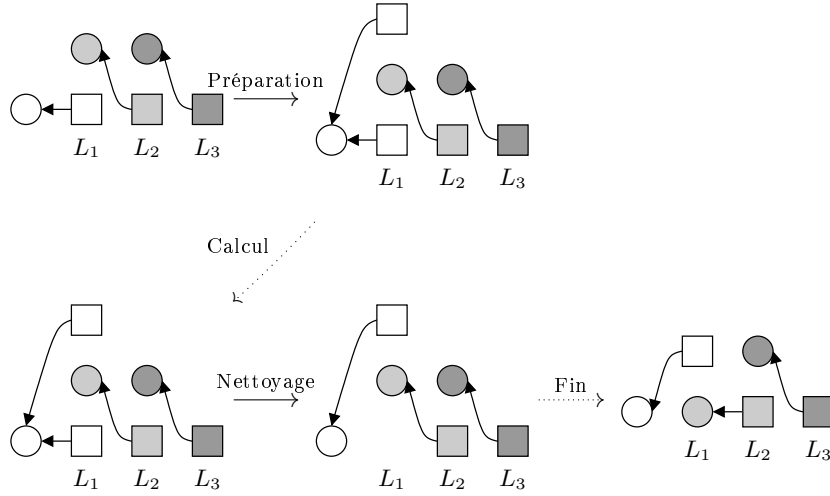 Préparation
L₁ L₂ L₃
L₁ L₂ L₃
Calcul
Nettoyage
Fin
L₁ L₂ L₃
L₁ L₂ L₃
L₁ L₂ L₃